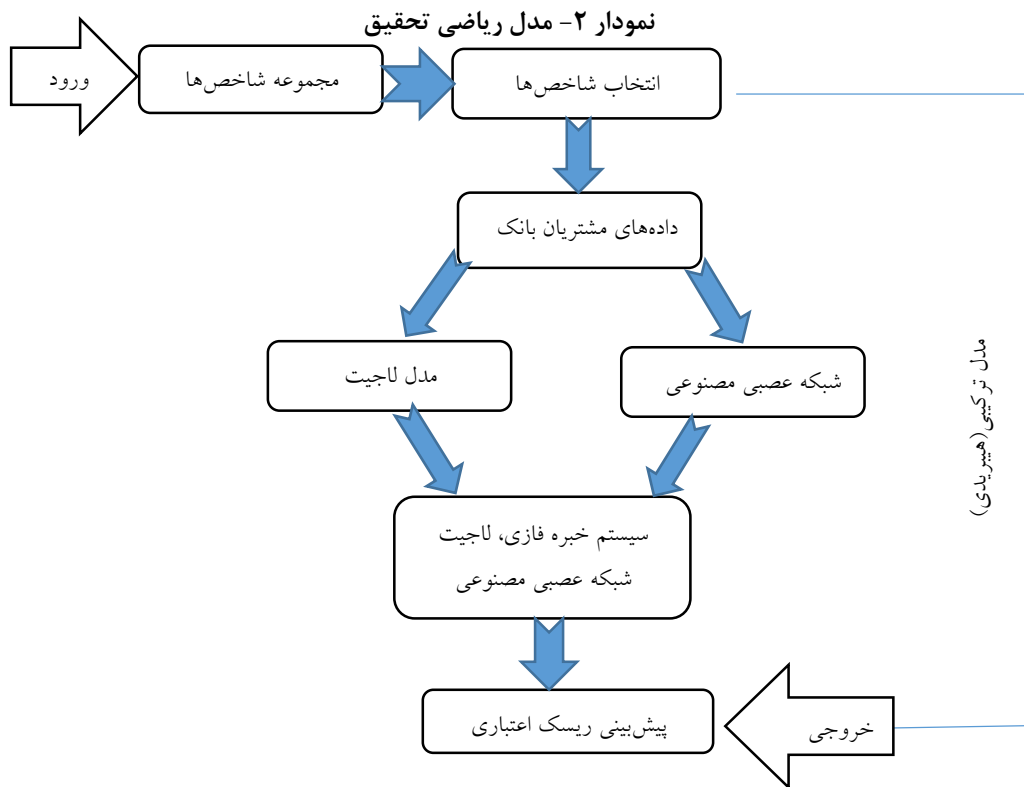 نمودار ۲- مدل ریاضی تحقیق
ورود
مجموعه شاخص‌ها
انتخاب شاخص‌ها
داده‌های مشتریان بانک
مدل لاجیت
شبکه عصبی مصنوعی
مدل ترکیبی(هیبریدی)
سیستم خبره فازی، لاجیت
شبکه عصبی مصنوعی
پیش‌بینی ریسک اعتباری
خروجی